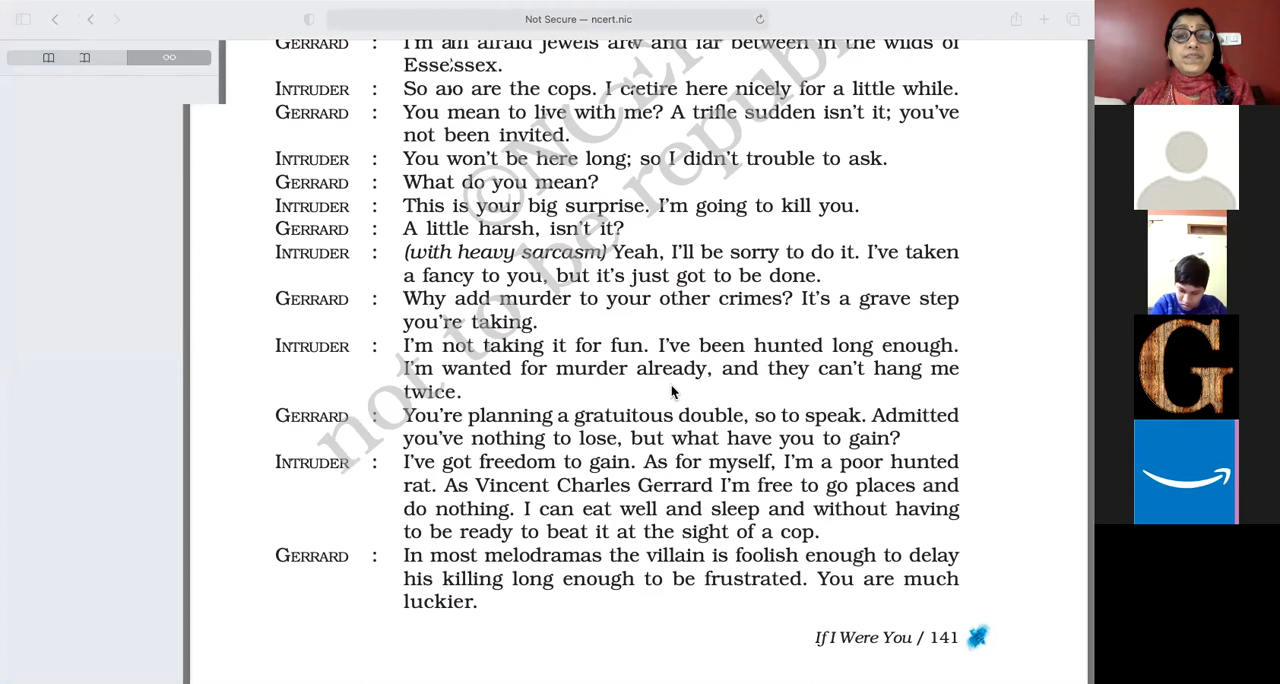 Not Secure — ncert.nic
GERRARD : I'm afraid jewels are and far between in the wilds of
Essex.
INTRUDER : So are the cops. I retire here nicely for a little while.
GERRARD : You mean to live with me? A trifle sudden isn't it; you've
not been invited.
INTRUDER : You won't be here long; so I didn't trouble to ask.
GERRARD : What do you mean?
INTRUDER : This is your big surprise. I'm going to kill you.
GERRARD : A little harsh, isn't it?
INTRUDER : (with heavy sarcasm) Yeah, I'll be sorry to do it. I've taken
a fancy to you, but it's just got to be done.
GERRARD : Why add murder to your other crimes? It's a grave step
you're taking.
INTRUDER : I'm not taking it for fun. I've been hunted long enough.
I'm wanted for murder already, and they can't hang me
twice.
GERRARD : You're planning a gratuitous double, so to speak. Admitted
you've nothing to lose, but what have you to gain?
INTRUDER : I've got freedom to gain. As for myself, I'm a poor hunted
rat. As Vincent Charles Gerrard I'm free to go places and
do nothing. I can eat well and sleep and without having
to be ready to beat it at the sight of a cop.
GERRARD : In most melodramas the villain is foolish enough to delay
his killing long enough to be frustrated. You are much
luckier.
If I Were You / 141
©NCERT
not to be republ
G